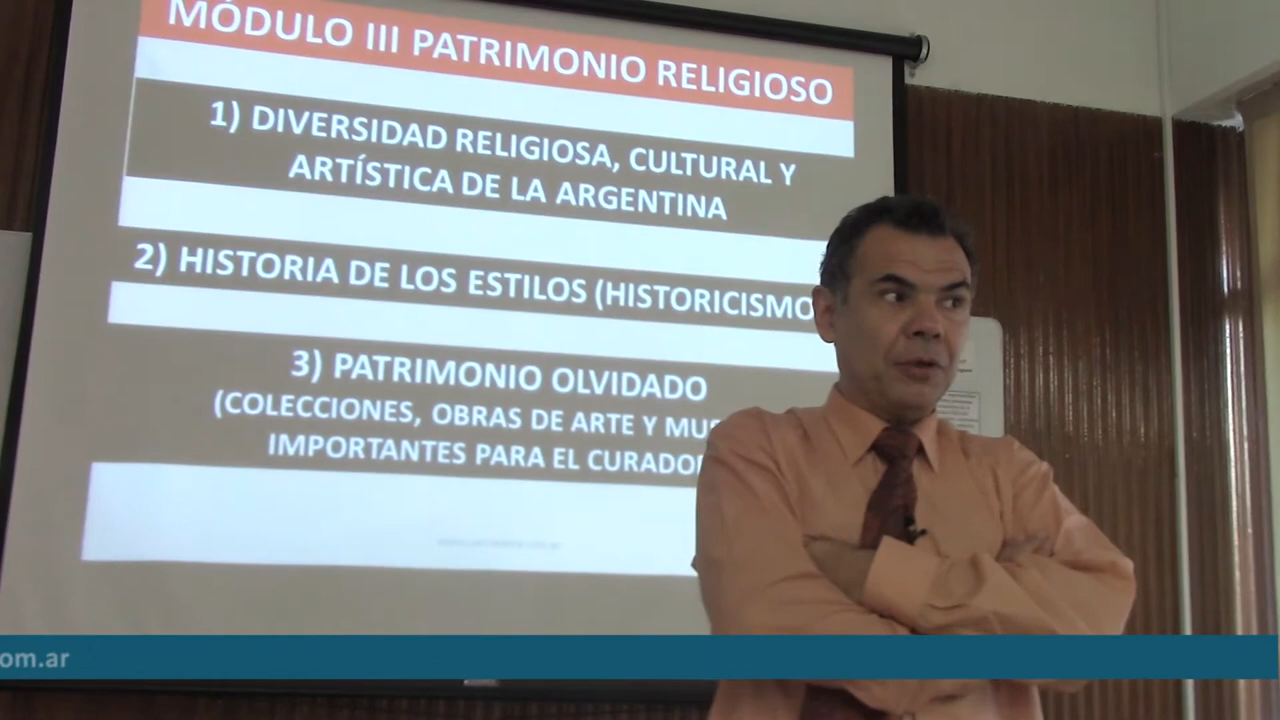 MÓDULO III PATRIMONIO RELIGIOSO
1) DIVERSIDAD RELIGIOSA, CULTURAL Y
ARTÍSTICA DE LA ARGENTINA
2) HISTORIA DE LOS ESTILOS (HISTORICISMO
3) PATRIMONIO OLVIDADO
(COLECCIONES, OBRAS DE ARTE Y
IMPORTANTES PARA EL CURADO
om.ar